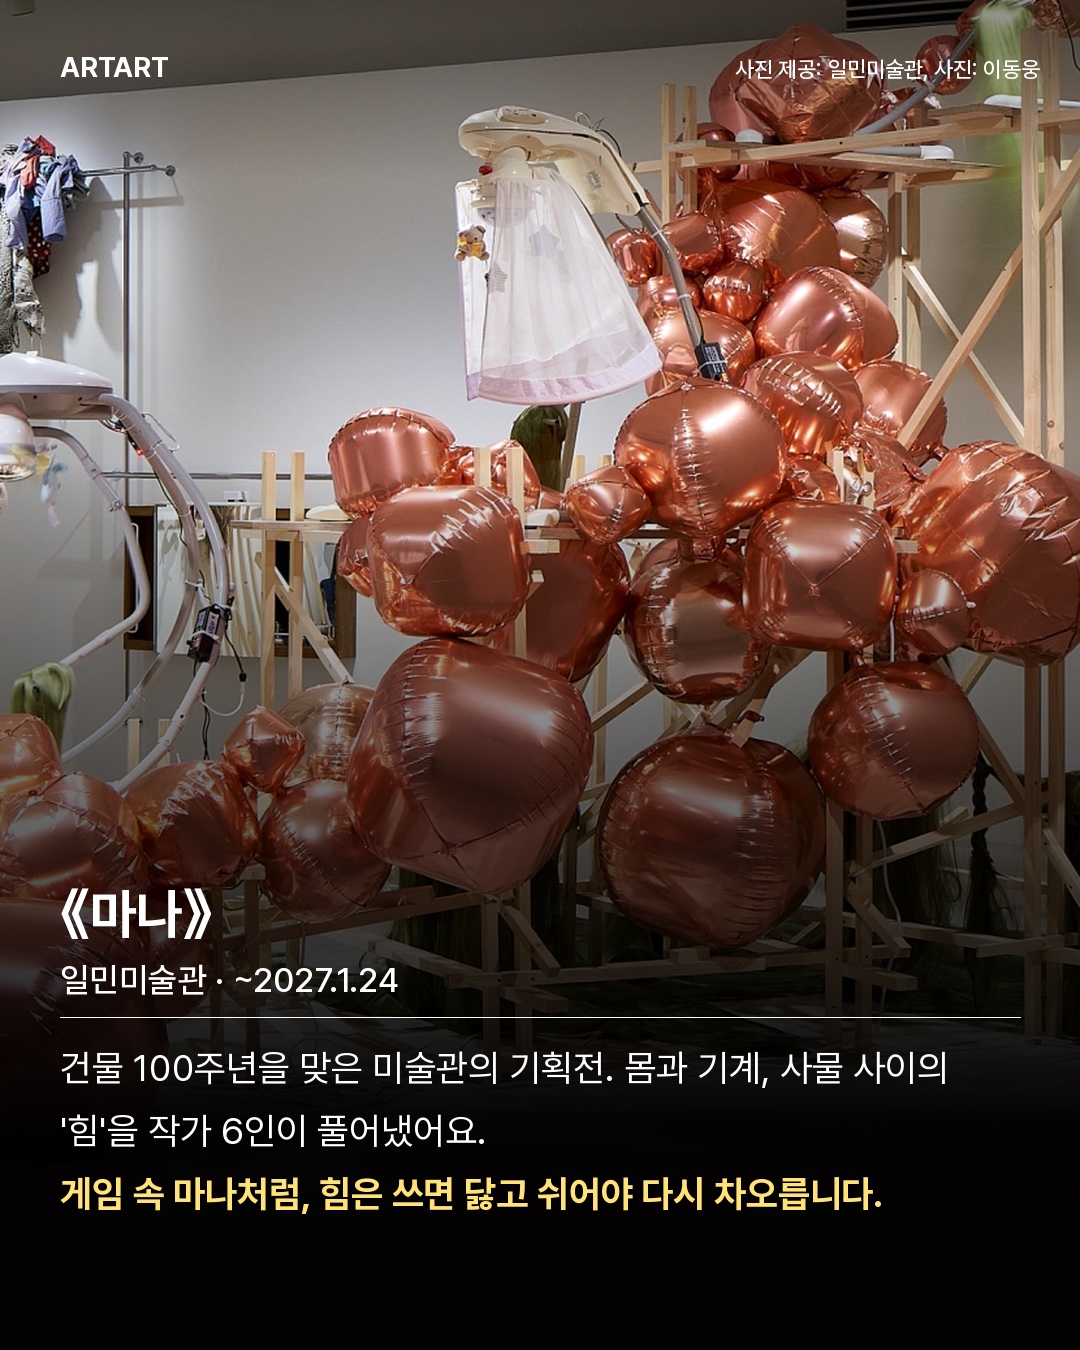 ARTART
사진 제공: 일민미술관, 사진: 이동웅
《마나》
일민미술관 · ~2027.1.24
건물 100주년을 맞은 미술관의 기획전. 몸과 기계, 사물 사이의
'힘'을 작가 6인이 풀어냈어요.
게임 속 마나처럼, 힘은 쓰면 닳고 쉬어야 다시 차오릅니다.